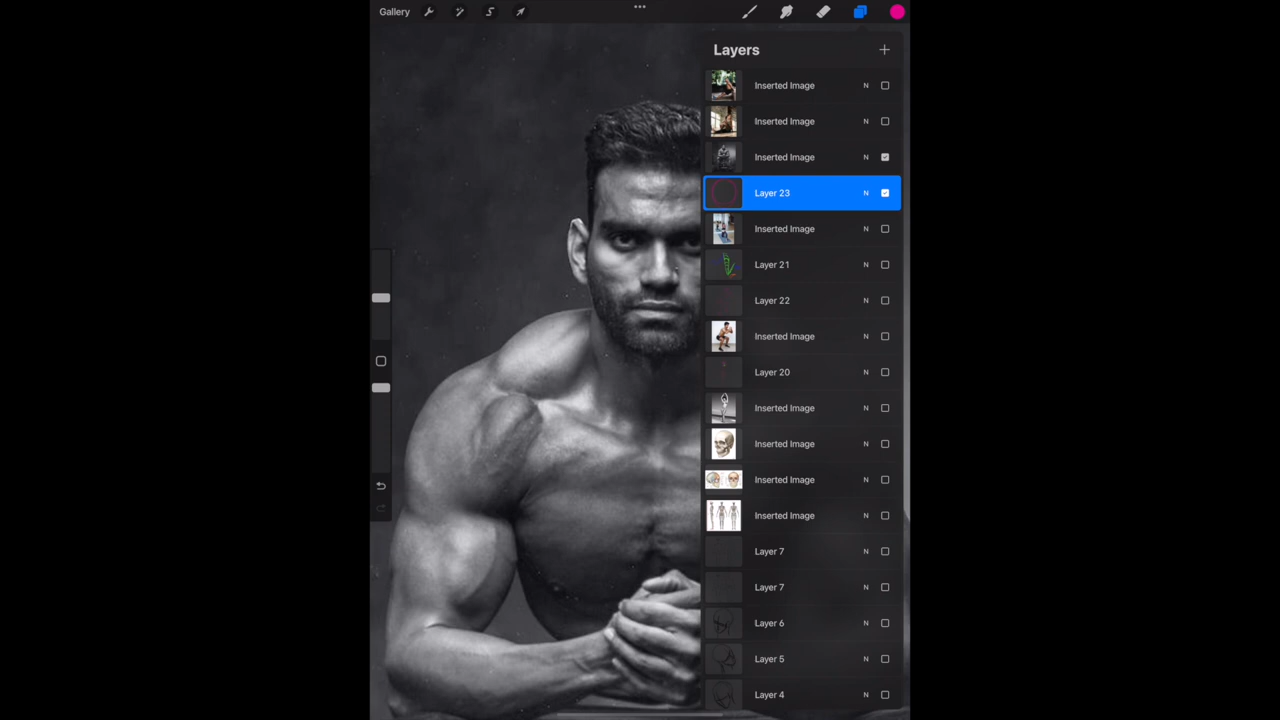 Gallery
Layers
Inserted Image N
Inserted Image N
Inserted Image N
Layer 23 N
Inserted Image N
Layer 21 N
Layer 22 N
Inserted Image N
Layer 20 N
Inserted Image N
Inserted Image N
Inserted Image N
Inserted Image N
Layer 7 N
Layer 7 N
Layer 6 N
Layer 5 N
Layer 4 N